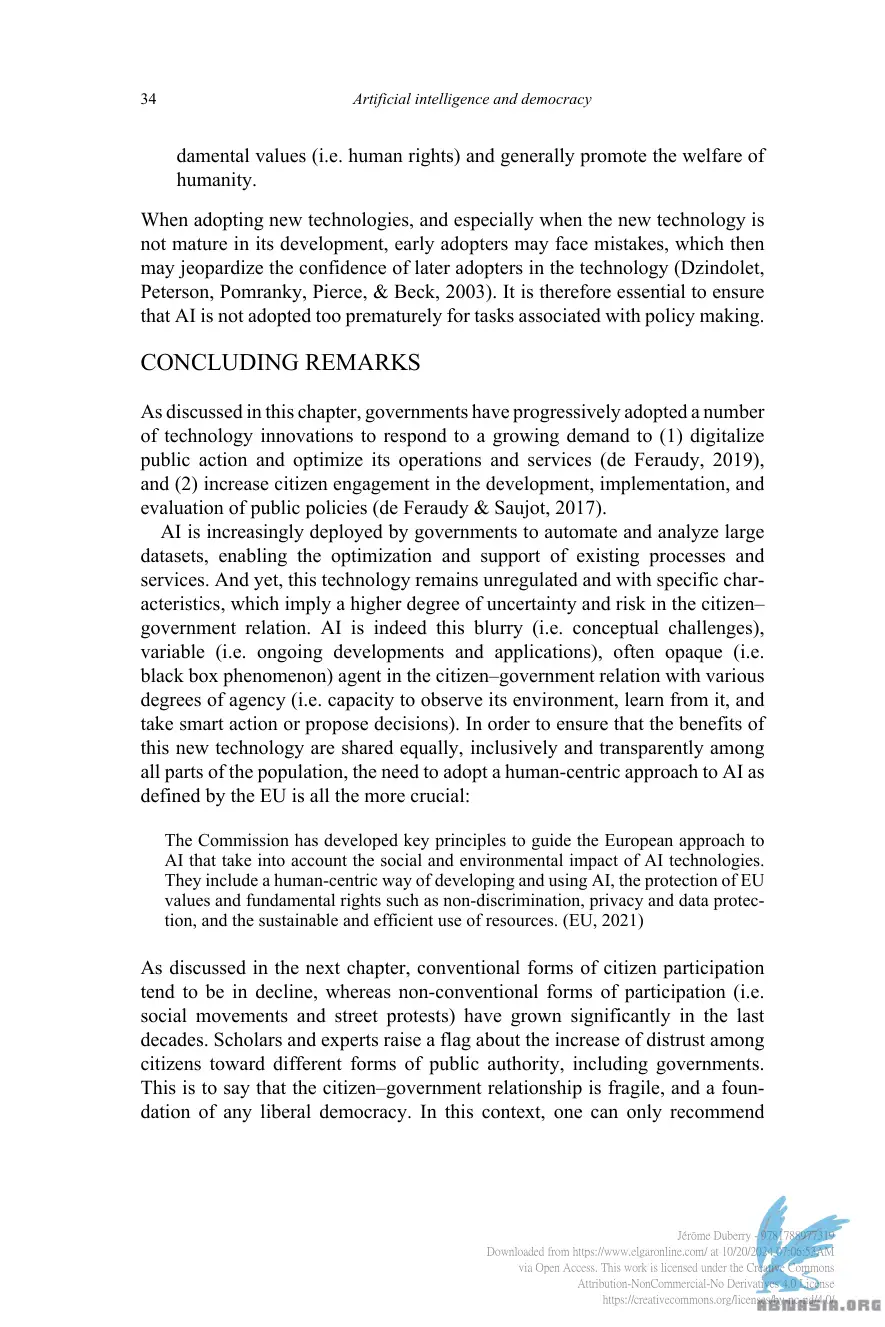 34
Artificial intelligence and democracy
damental values (i.e. human rights) and generally promote the welfare of
humanity.
When adopting new technologies, and especially when the new technology is
not mature in its development, early adopters may face mistakes, which then
may jeopardize the confidence of later adopters in the technology (Dzindolet,
Peterson, Pomranky, Pierce, & Beck, 2003). It is therefore essential to ensure
that AI is not adopted too prematurely for tasks associated with policy making.
CONCLUDING REMARKS
As discussed in this chapter, governments have progressively adopted a number
of technology innovations to respond to a growing demand to (1) digitalize
public action and optimize its operations and services (de Feraudy, 2019),
and (2) increase citizen engagement in the development, implementation, and
evaluation of public policies (de Feraudy & Saujot, 2017).
AI is increasingly deployed by governments to automate and analyze large
datasets, enabling the optimization and support of existing processes and
services. And yet, this technology remains unregulated and with specific char-
acteristics, which imply a higher degree of uncertainty and risk in the citizen–
government relation. AI is indeed this blurry (i.e. conceptual challenges),
variable (i.e. ongoing developments and applications), often opaque (i.e.
black box phenomenon) agent in the citizen–government relation with various
degrees of agency (i.e. capacity to observe its environment, learn from it, and
take smart action or propose decisions). In order to ensure that the benefits of
this new technology are shared equally, inclusively and transparently among
all parts of the population, the need to adopt a human-centric approach to AI as
defined by the EU is all the more crucial:
The Commission has developed key principles to guide the European approach to
AI that take into account the social and environmental impact of AI technologies.
They include a human-centric way of developing and using AI, the protection of EU
values and fundamental rights such as non-discrimination, privacy and data protec-
tion, and the sustainable and efficient use of resources. (EU, 2021)
As discussed in the next chapter, conventional forms of citizen participation
tend to be in decline, whereas non-conventional forms of participation (i.e.
social movements and street protests) have grown significantly in the last
decades. Scholars and experts raise a flag about the increase of distrust among
citizens toward different forms of public authority, including governments.
This is to say that the citizen–government relationship is fragile, and a foun-
dation of any liberal democracy. In this context, one can only recommend
Jérôme Duberry - 9781788977319
Downloaded from https://www.elgaronline.com/ at 10/20/2024 07:06:52AM
via Open Access. This work is licensed under the Creative Commons
Attribution-NonCommercial-No Derivatives 4.0 License
https://creativecommons.org/licenses/by-nc-nd/4.0/
ABTNASIA.ORG